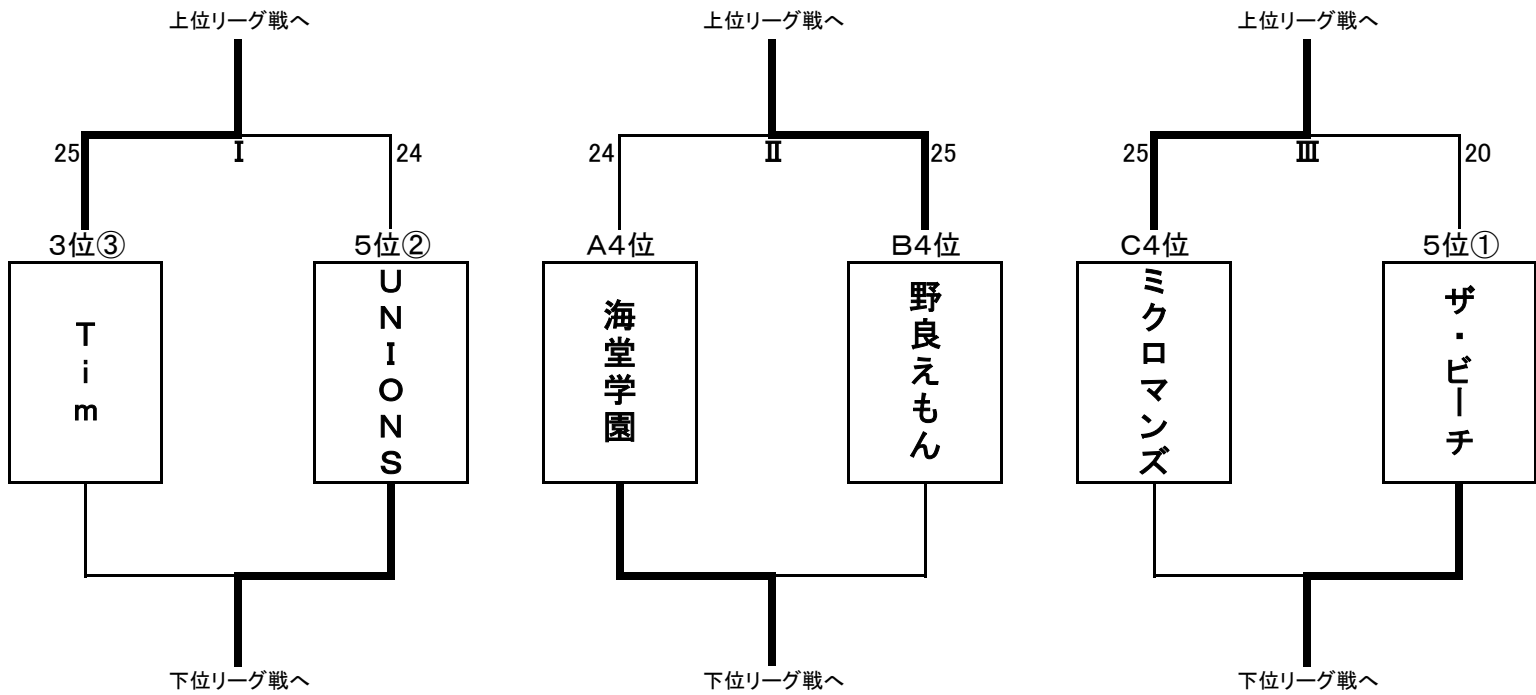 上位リーグ戦へ
上位リーグ戦へ
上位リーグ戦へ
25
Ⅰ
24
24
Ⅱ
25
25
Ⅲ
20
3位③
5位②
A4位
B4位
C4位
5位①
Tim
UNIONS
海堂学園
野良えもん
ミクロマンズ
ザ・ビーチ
下位リーグ戦へ
下位リーグ戦へ
下位リーグ戦へ